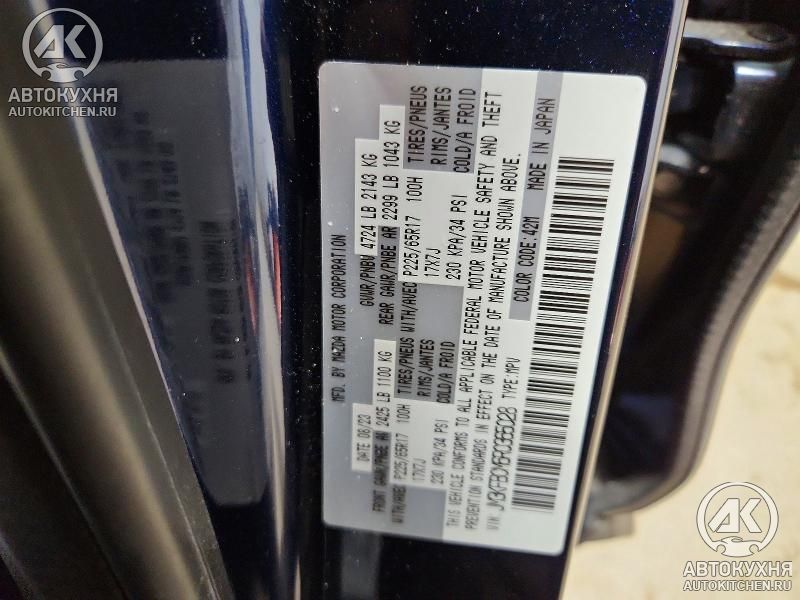 MFD. BY MAZDA MOTOR CORPORATION
DATE 08/23 GVWR/PNBV 4724 LB 2143 KG
FRONT GAWR/PNBE AV 2425 LB 1100 KG REAR GAWR/PNBE AR 2299 LB 1043 KG
WITH/AVEC P225/65R17 100H TIRES/PNEUS WITH/AVEC P225/65R17 100H TIRES/PNEUS
17X7J RIMS/JANTES 17X7J RIMS/JANTES
230 KPA/34 PSI COLD/A FROID 230 KPA/34 PSI COLD/A FROID
THIS VEHICLE CONFORMS TO ALL APPLICABLE FEDERAL MOTOR VEHICLE SAFETY AND THEFT
PREVENTION STANDARDS IN EFFECT ON THE DATE OF MANUFACTURE SHOWN ABOVE.
VIN: TYPE:MPV COLOR CODE:42M MADE IN JAPAN
АК
АВТОКУХНЯ
AUTOKITCHEN.RU
АК
АВТОКУХНЯ
AUTOKITCHEN.RU